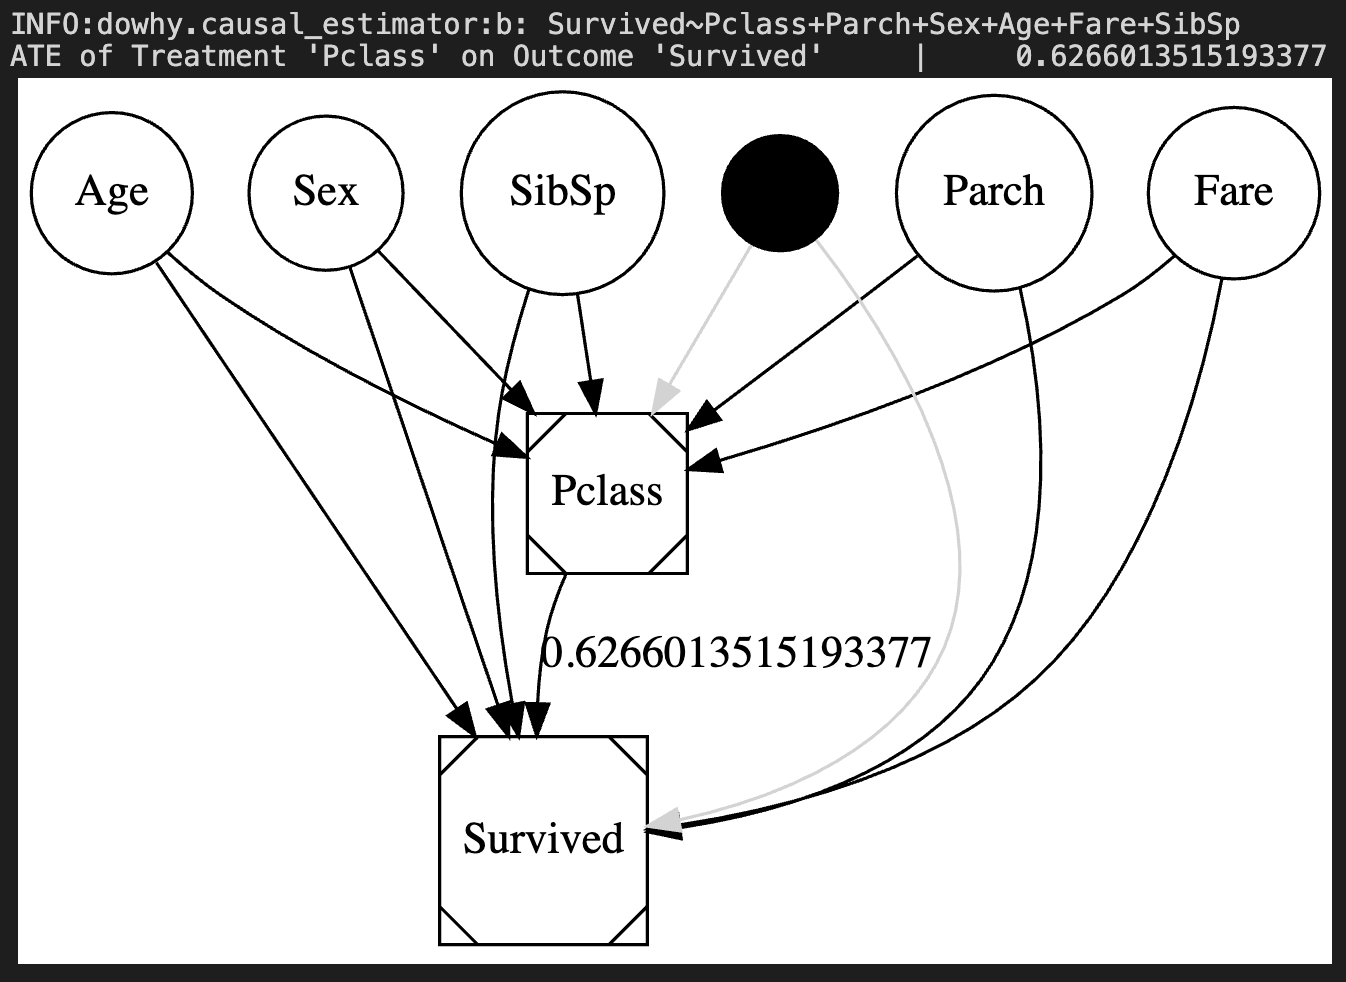 INFO:dowhy.causal_estimator:b: Survived~Pclass+Parch+Sex+Age+Fare+SibSp
ATE of Treatment 'Pclass' on Outcome 'Survived' | 0.6266013515193377
Age
Sex
SibSp
Parch
Fare
Pclass
0.6266013515193377
Survived